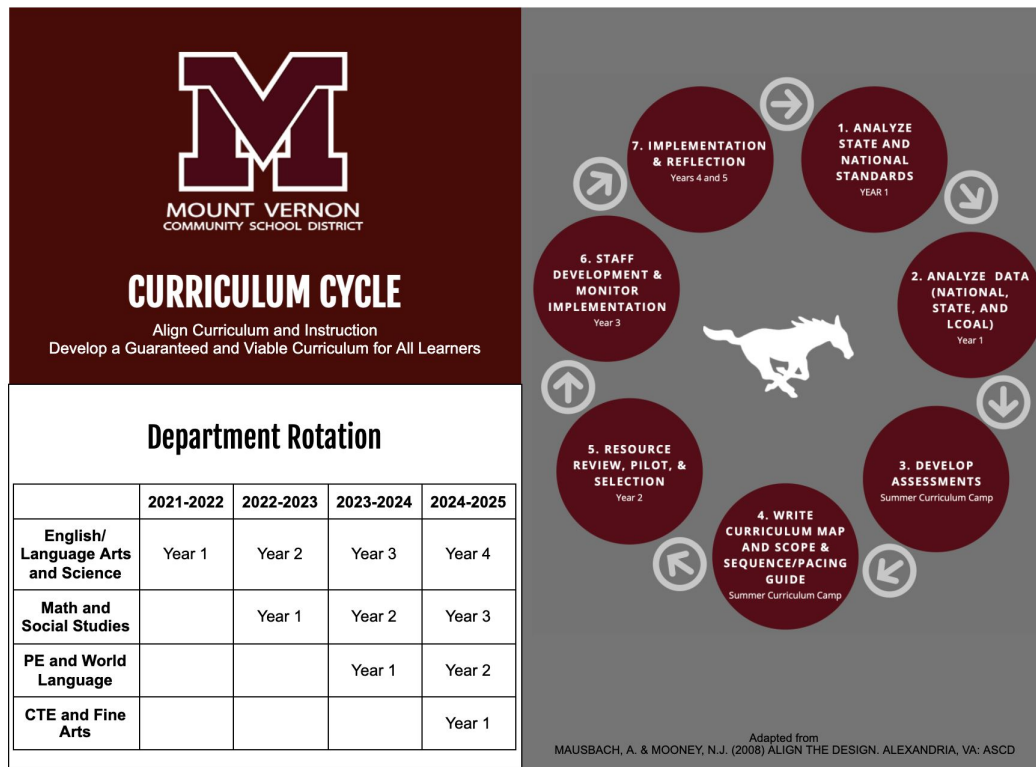 M
MOUNT VERNON
COMMUNITY SCHOOL DISTRICT
CURRICULUM CYCLE
Align Curriculum and Instruction
Develop a Guaranteed and Viable Curriculum for All Learners
Department Rotation
2021-2022 2022-2023 2023-2024 2024-2025
English/
Language Arts
and Science
Year 1 Year 2 Year 3 Year 4
Math and
Social Studies
Year 1 Year 2 Year 3
PE and World
Language
Year 1 Year 2
CTE and Fine
Arts
Year 1
1. ANALYZE
STATE AND
NATIONAL
STANDARDS
YEAR 1
2. ANALYZE DATA
(NATIONAL,
STATE, AND
LCOAL)
Year 1
3. DEVELOP
ASSESSMENTS
Summer Curriculum Camp
4. WRITE
CURRICULUM MAP
AND SCOPE &
SEQUENCE/PACING
GUIDE
Summer Curriculum Camp
5. RESOURCE
REVIEW, PILOT, &
SELECTION
Year 2
6. STAFF
DEVELOPMENT &
MONITOR
IMPLEMENTATION
Year 3
7. IMPLEMENTATION
& REFLECTION
Years 4 and 5
Adapted from
MAUSBACH, A. & MOONEY, N.J. (2008) ALIGN THE DESIGN. ALEXANDRIA, VA: ASCD